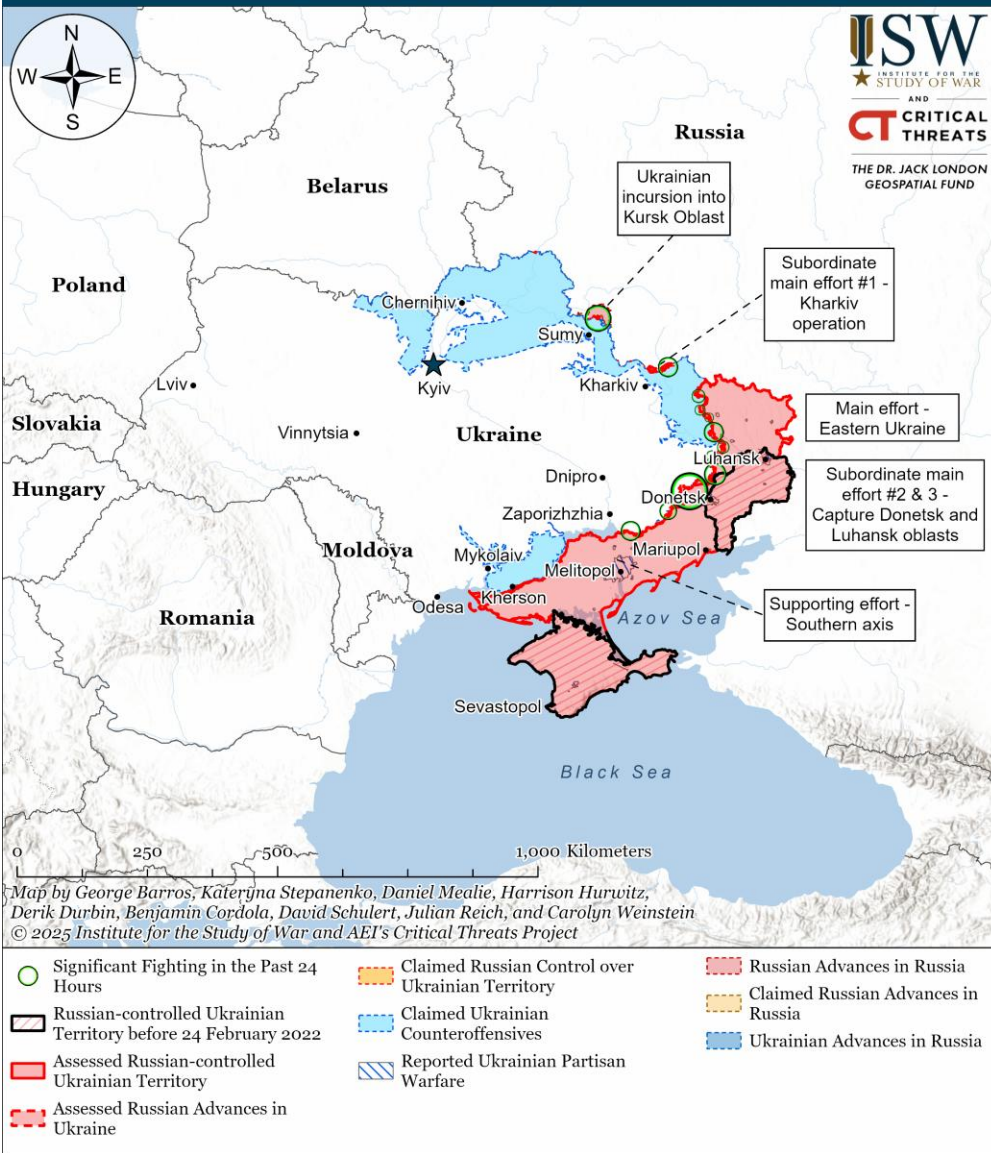 N
W
E
S
ISW
INSTITUTE FOR THE
STUDY OF WAR
AND
CT CRITICAL
THREATS
THE DR. JACK LONDON
GEOSPATIAL FUND
Russia
Ukrainian
incursion into
Kursk Oblast
Belarus
Subordinate
main effort #1 -
Kharkiv
operation
Poland
Chernihiv
Sumy
Kyiv
Kharkiv
Lviv
Slovakia
Vinnytsia
Ukraine
Main effort -
Eastern Ukraine
Luhansk
Hungary
Dnipro
Donetsk
Subordinate main
effort #2 & 3 -
Capture Donetsk and
Luhansk oblasts
Zaporizhzhia
Moldova
Mykolaiv
Mariupol
Melitopol
Odesa
Kherson
Romania
Azov Sea
Supporting effort -
Southern axis
Sevastopol
Black Sea
0
250
500
1,000 Kilometers
Map by George Barros, Kateryna Stepanenko, Daniel Mealie, Harrison Hurwitz,
Derik Durbin, Benjamin Cordola, David Schulert, Julian Reich, and Carolyn Weinstein
© 2025 Institute for the Study of War and AEI's Critical Threats Project
Significant Fighting in the Past 24
Hours
Russian-controlled Ukrainian
Territory before 24 February 2022
Assessed Russian-controlled
Ukrainian Territory
Assessed Russian Advances in
Ukraine
Claimed Russian Control over
Ukrainian Territory
Claimed Ukrainian
Counteroffensives
Reported Ukrainian Partisan
Warfare
Russian Advances in Russia
Claimed Russian Advances in
Russia
Ukrainian Advances in Russia